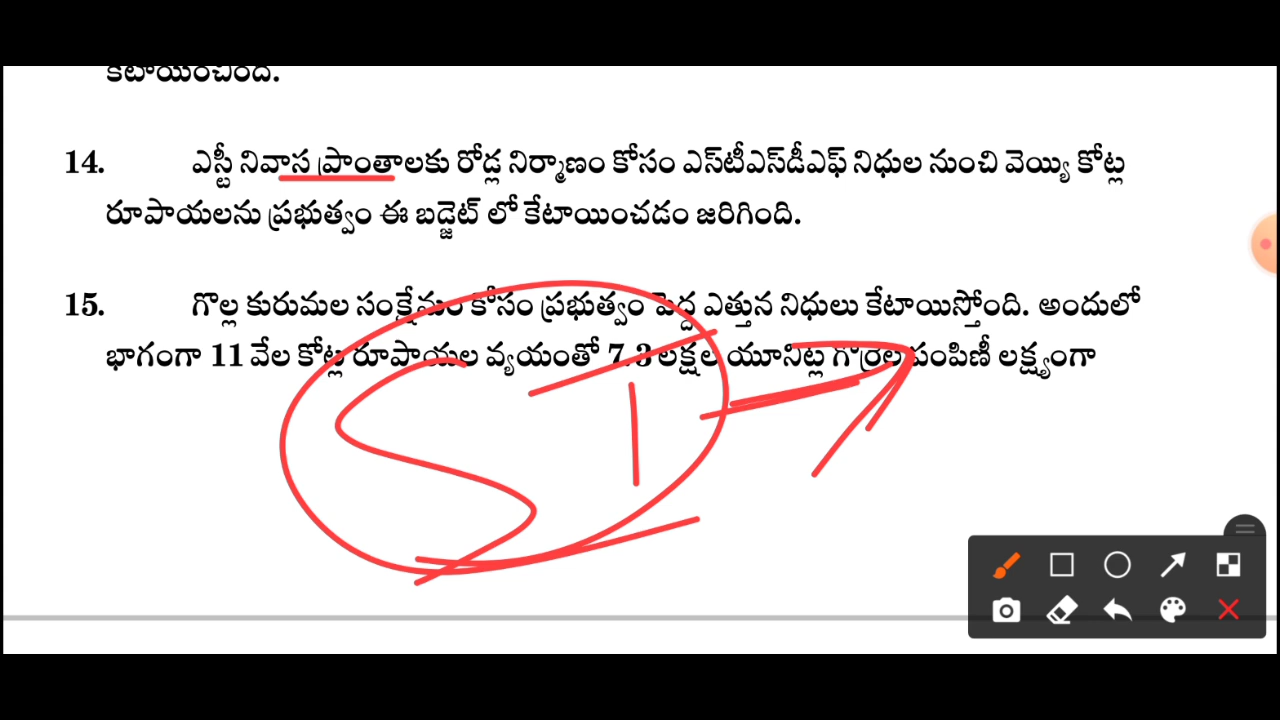 కేటాయించింది.
14. ఎస్టీ నివాస ప్రాంతాలకు రోడ్ల నిర్మాణం కోసం ఎస్‌టీఎస్‌డీఎఫ్ నిధుల నుంచి వెయ్యి కోట్ల
రూపాయలను ప్రభుత్వం ఈ బడ్జెట్ లో కేటాయించడం జరిగింది.
15. గొల్ల కురుమల సంక్షేమం కోసం ప్రభుత్వం పెద్ద ఎత్తున నిధులు కేటాయిస్తోంది. అందులో
భాగంగా 11 వేల కోట్ల రూపాయల వ్యయంతో 7.3 లక్షల యూనిట్ల గొర్రెల పంపిణీ లక్ష్యంగా
ST